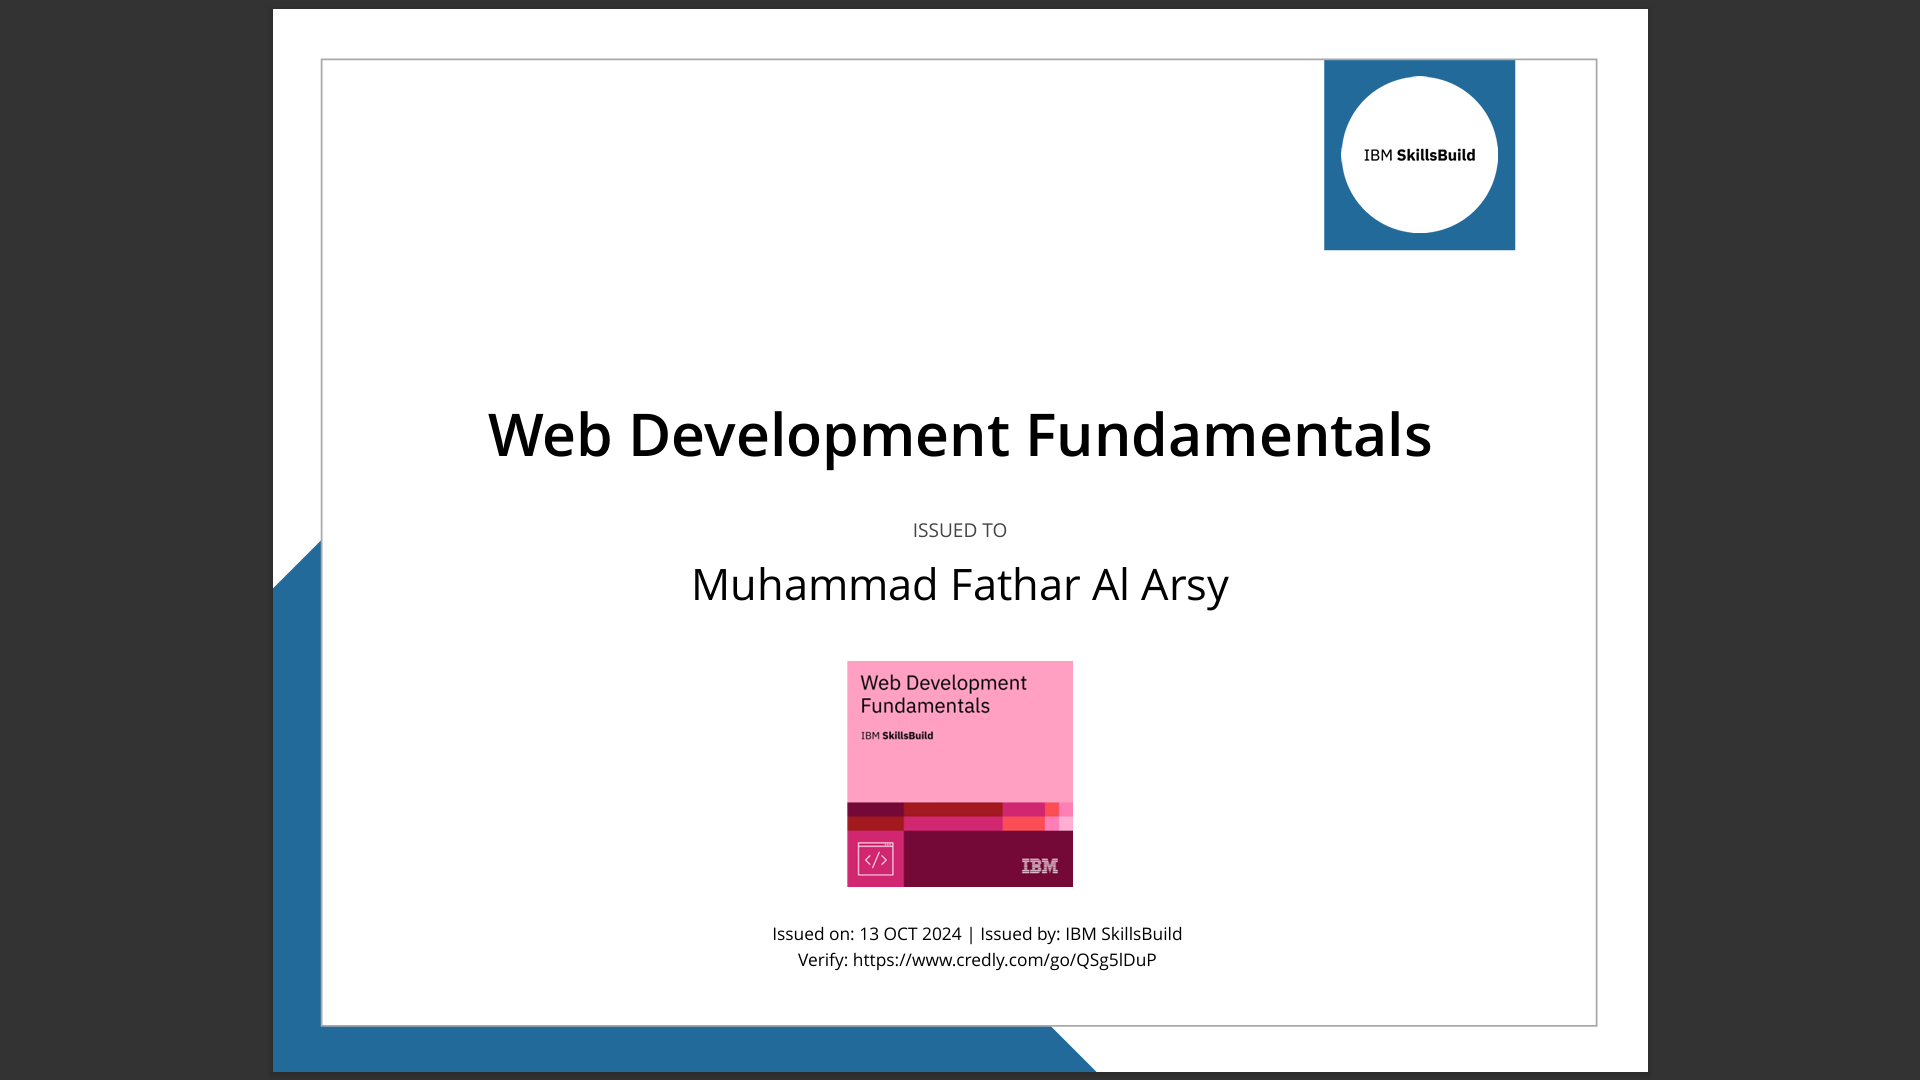 IBM SkillsBuild
Web Development Fundamentals
ISSUED TO
Muhammad Fathar Al Arsy
Web Development
Fundamentals
IBM SkillsBuild
</>
IBM
Issued on: 13 OCT 2024 | Issued by: IBM SkillsBuild
Verify: https://www.credly.com/go/QSg5lDuP